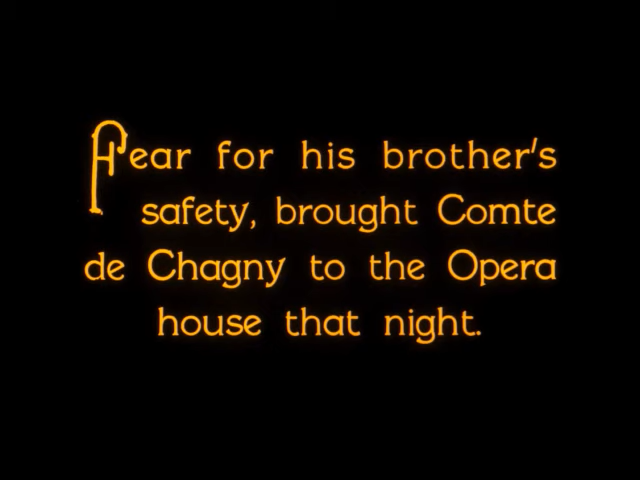 Fear for his brother's
safety, brought Comte
de Chagny to the Opera
house that night.